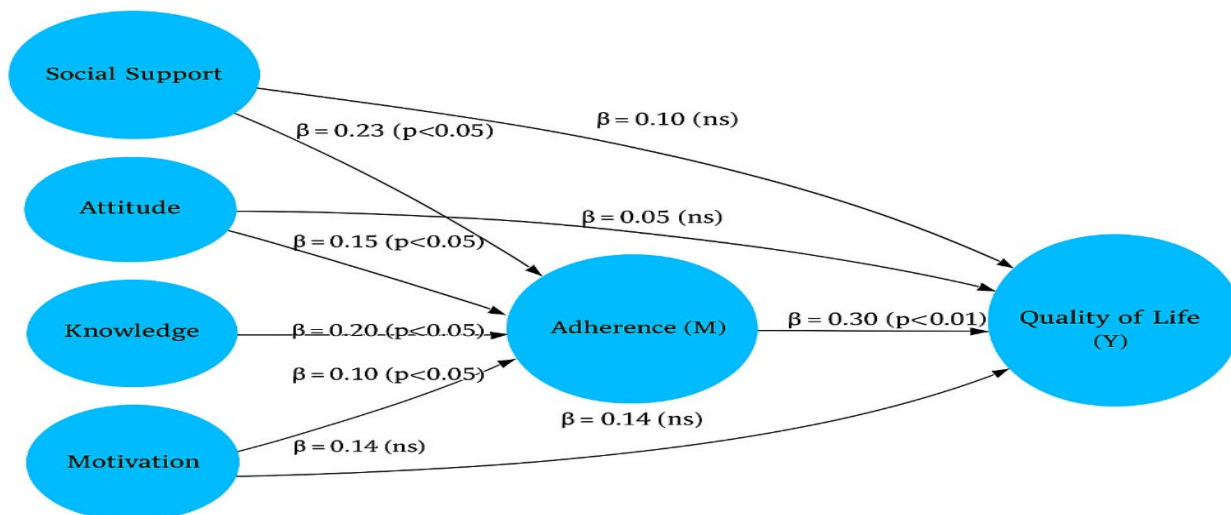 Social Support
β = 0.23 (p<0.05)
β = 0.10 (ns)
Attitude
β = 0.05 (ns)
β = 0.15 (p<0.05)
Knowledge
β = 0.20 (p<0.05)
Adherence (M)
β = 0.30 (p<0.01)
Quality of Life
(Y)
β = 0.10 (p<0.05)
Motivation
β = 0.14 (ns)
β = 0.14 (ns)